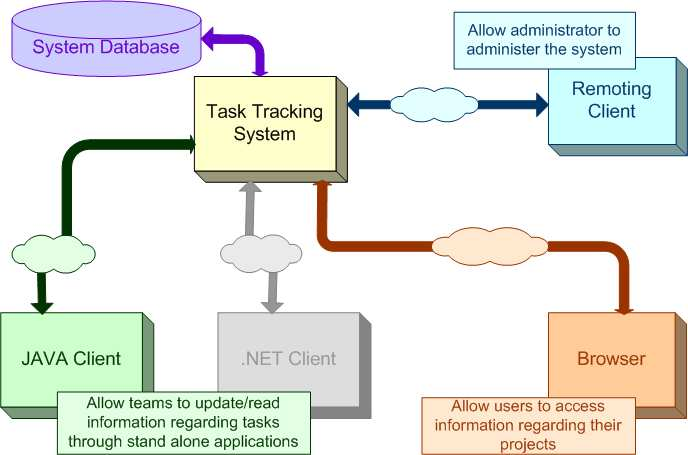 System Database
Allow administrator to
administer the system
Task Tracking
System
Remoting
Client
JAVA Client
.NET Client
Browser
Allow teams to update/read
information regarding tasks
through stand alone applications
Allow users to access
information regarding their
projects